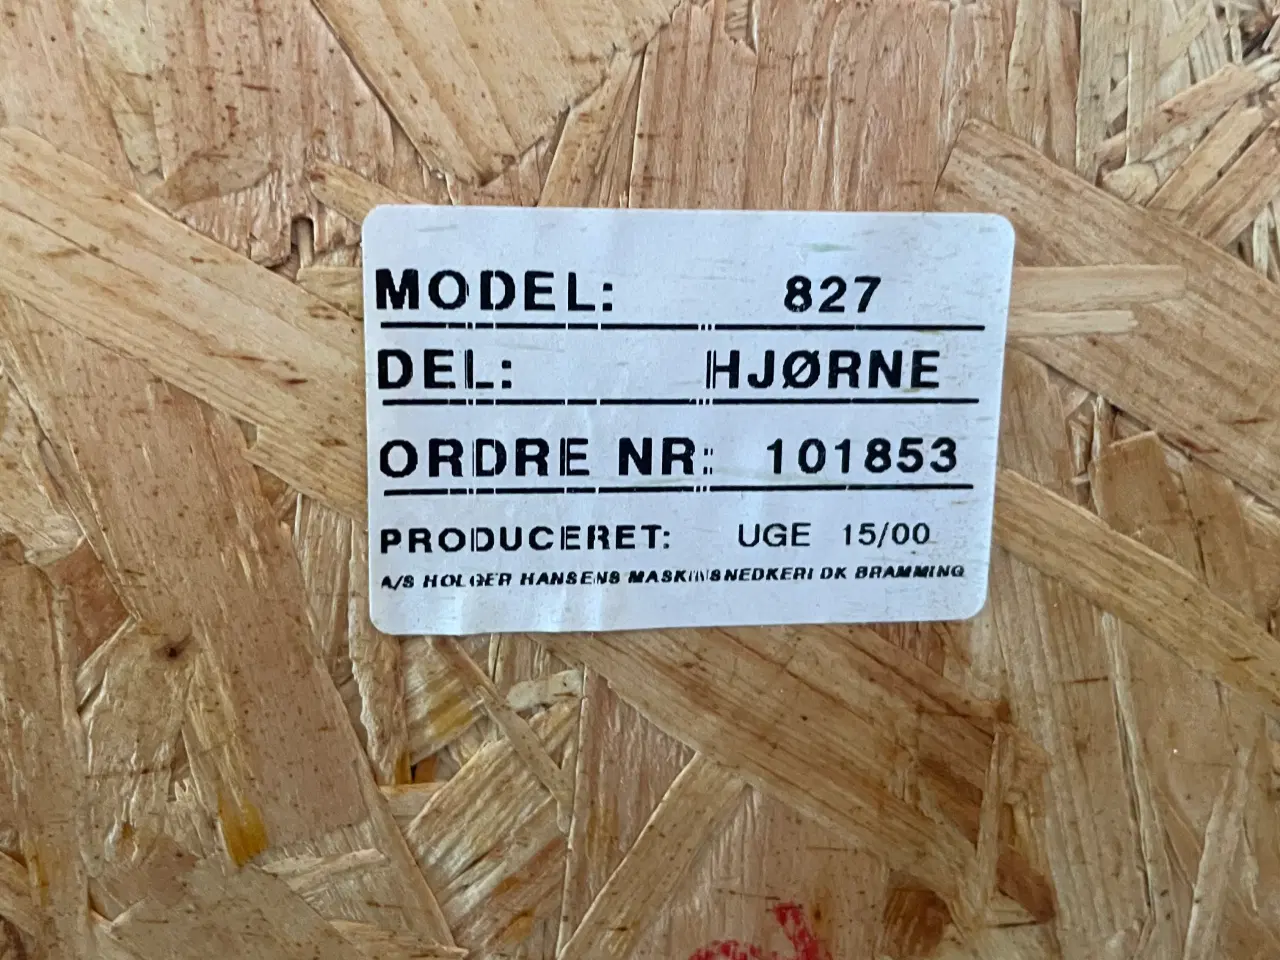 MODEL: 827
DEL: HJØRNE
ORDRE NR: 101853
PRODUCERET: UGE 15/00
A/S HOLGER HANSENS MASKINSNEDKERI DK BRAMMING